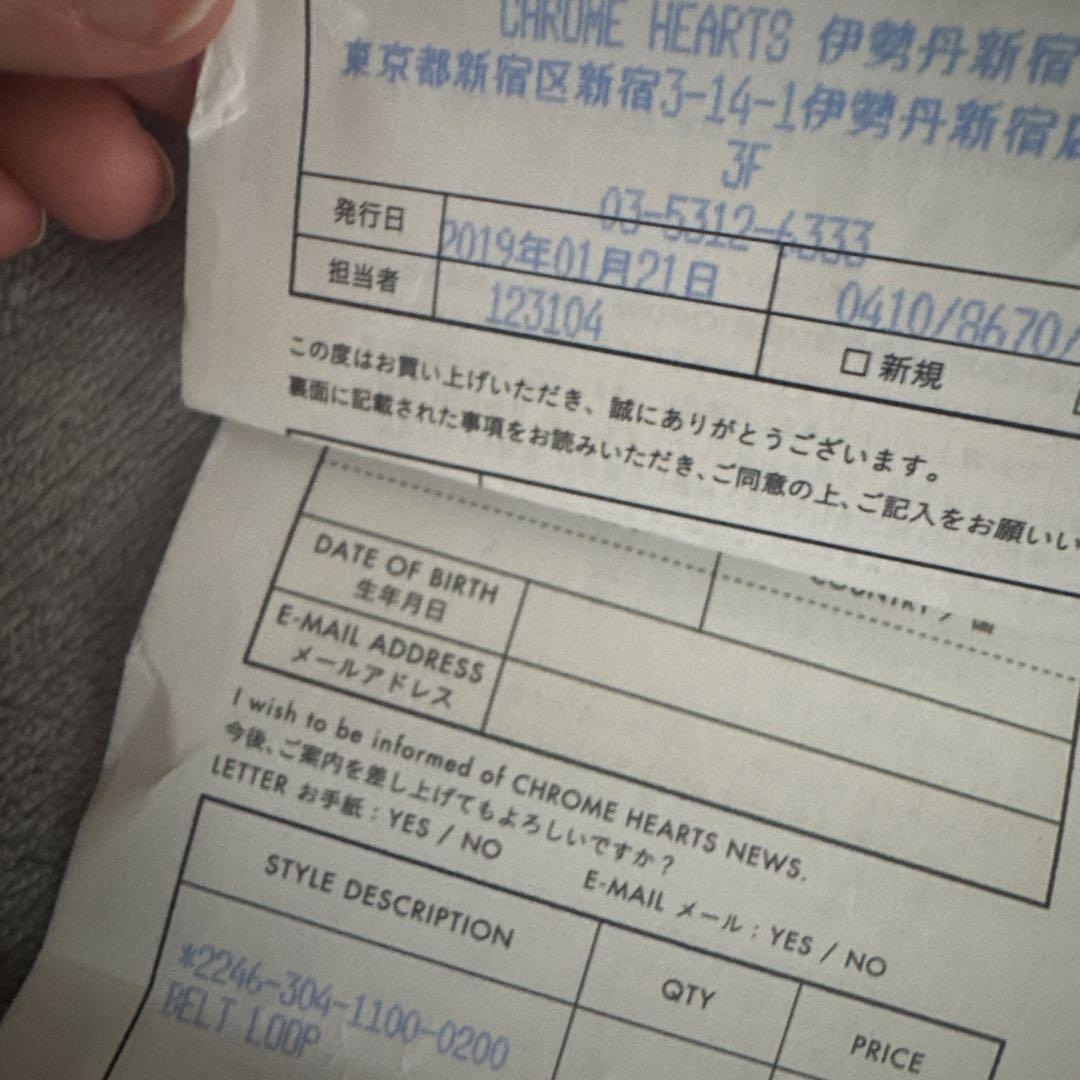 CHROME HEARTS 伊勢丹新宿
東京都新宿区新宿3-14-1伊勢丹新宿店
3F
03-5312-6333
発行日 2019年01月21日 0410/8670/
担当者 123104 □ 新規
この度はお買い上げいただき、誠にありがとうございます。
裏面に記載された事項をお読みいただき、ご同意の上、ご記入をお願いい
COUNTRY /
DATE OF BIRTH
生年月日
E-MAIL ADDRESS
メールアドレス
I wish to be informed of CHROME HEARTS NEWS.
今後、ご案内を差し上げてもよろしいですか?
LETTER お手紙 : YES / NO E-MAIL メール : YES / NO
STYLE DESCRIPTION QTY PRICE
*2246-304-1100-0200
BELT LOOP